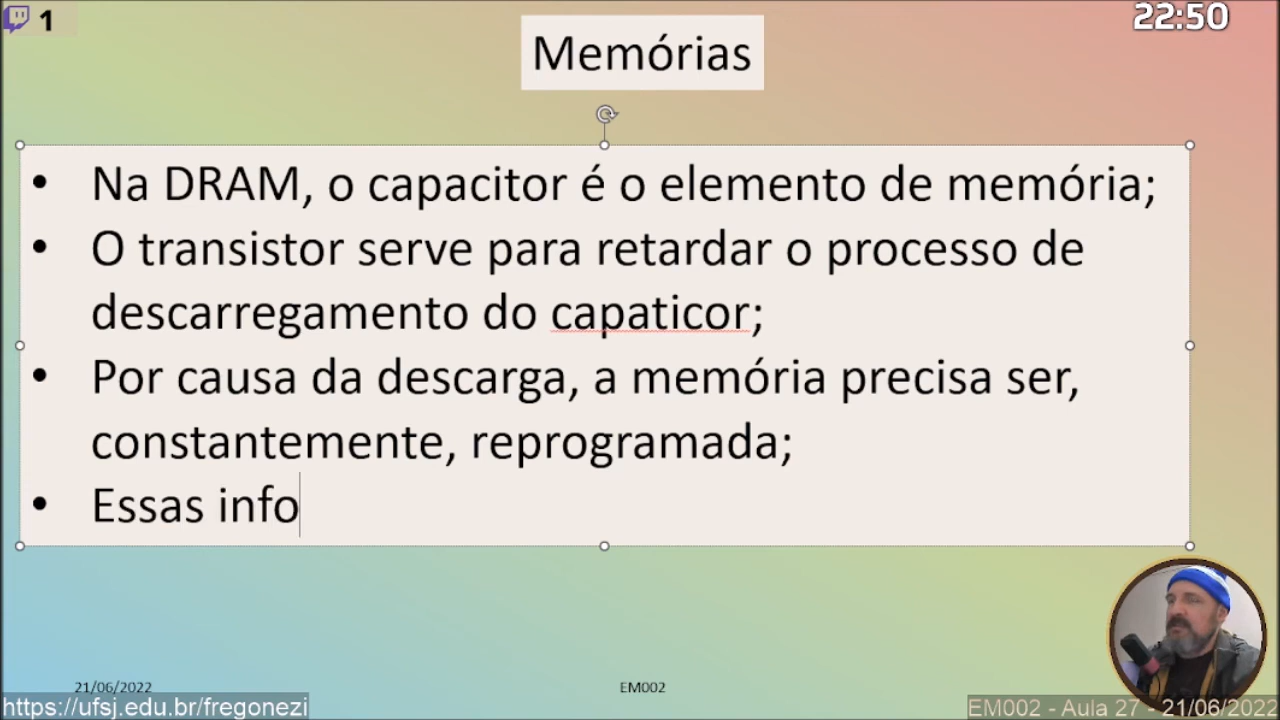 1
22:50
Memórias
• Na DRAM, o capacitor é o elemento de memória;
• O transistor serve para retardar o processo de
descarregamento do capaticor;
• Por causa da descarga, a memória precisa ser,
constantemente, reprogramada;
• Essas info
21/06/2022
EM002
https://ufsj.edu.br/fregonezi
EM002 - Aula 27 - 21/06/2022